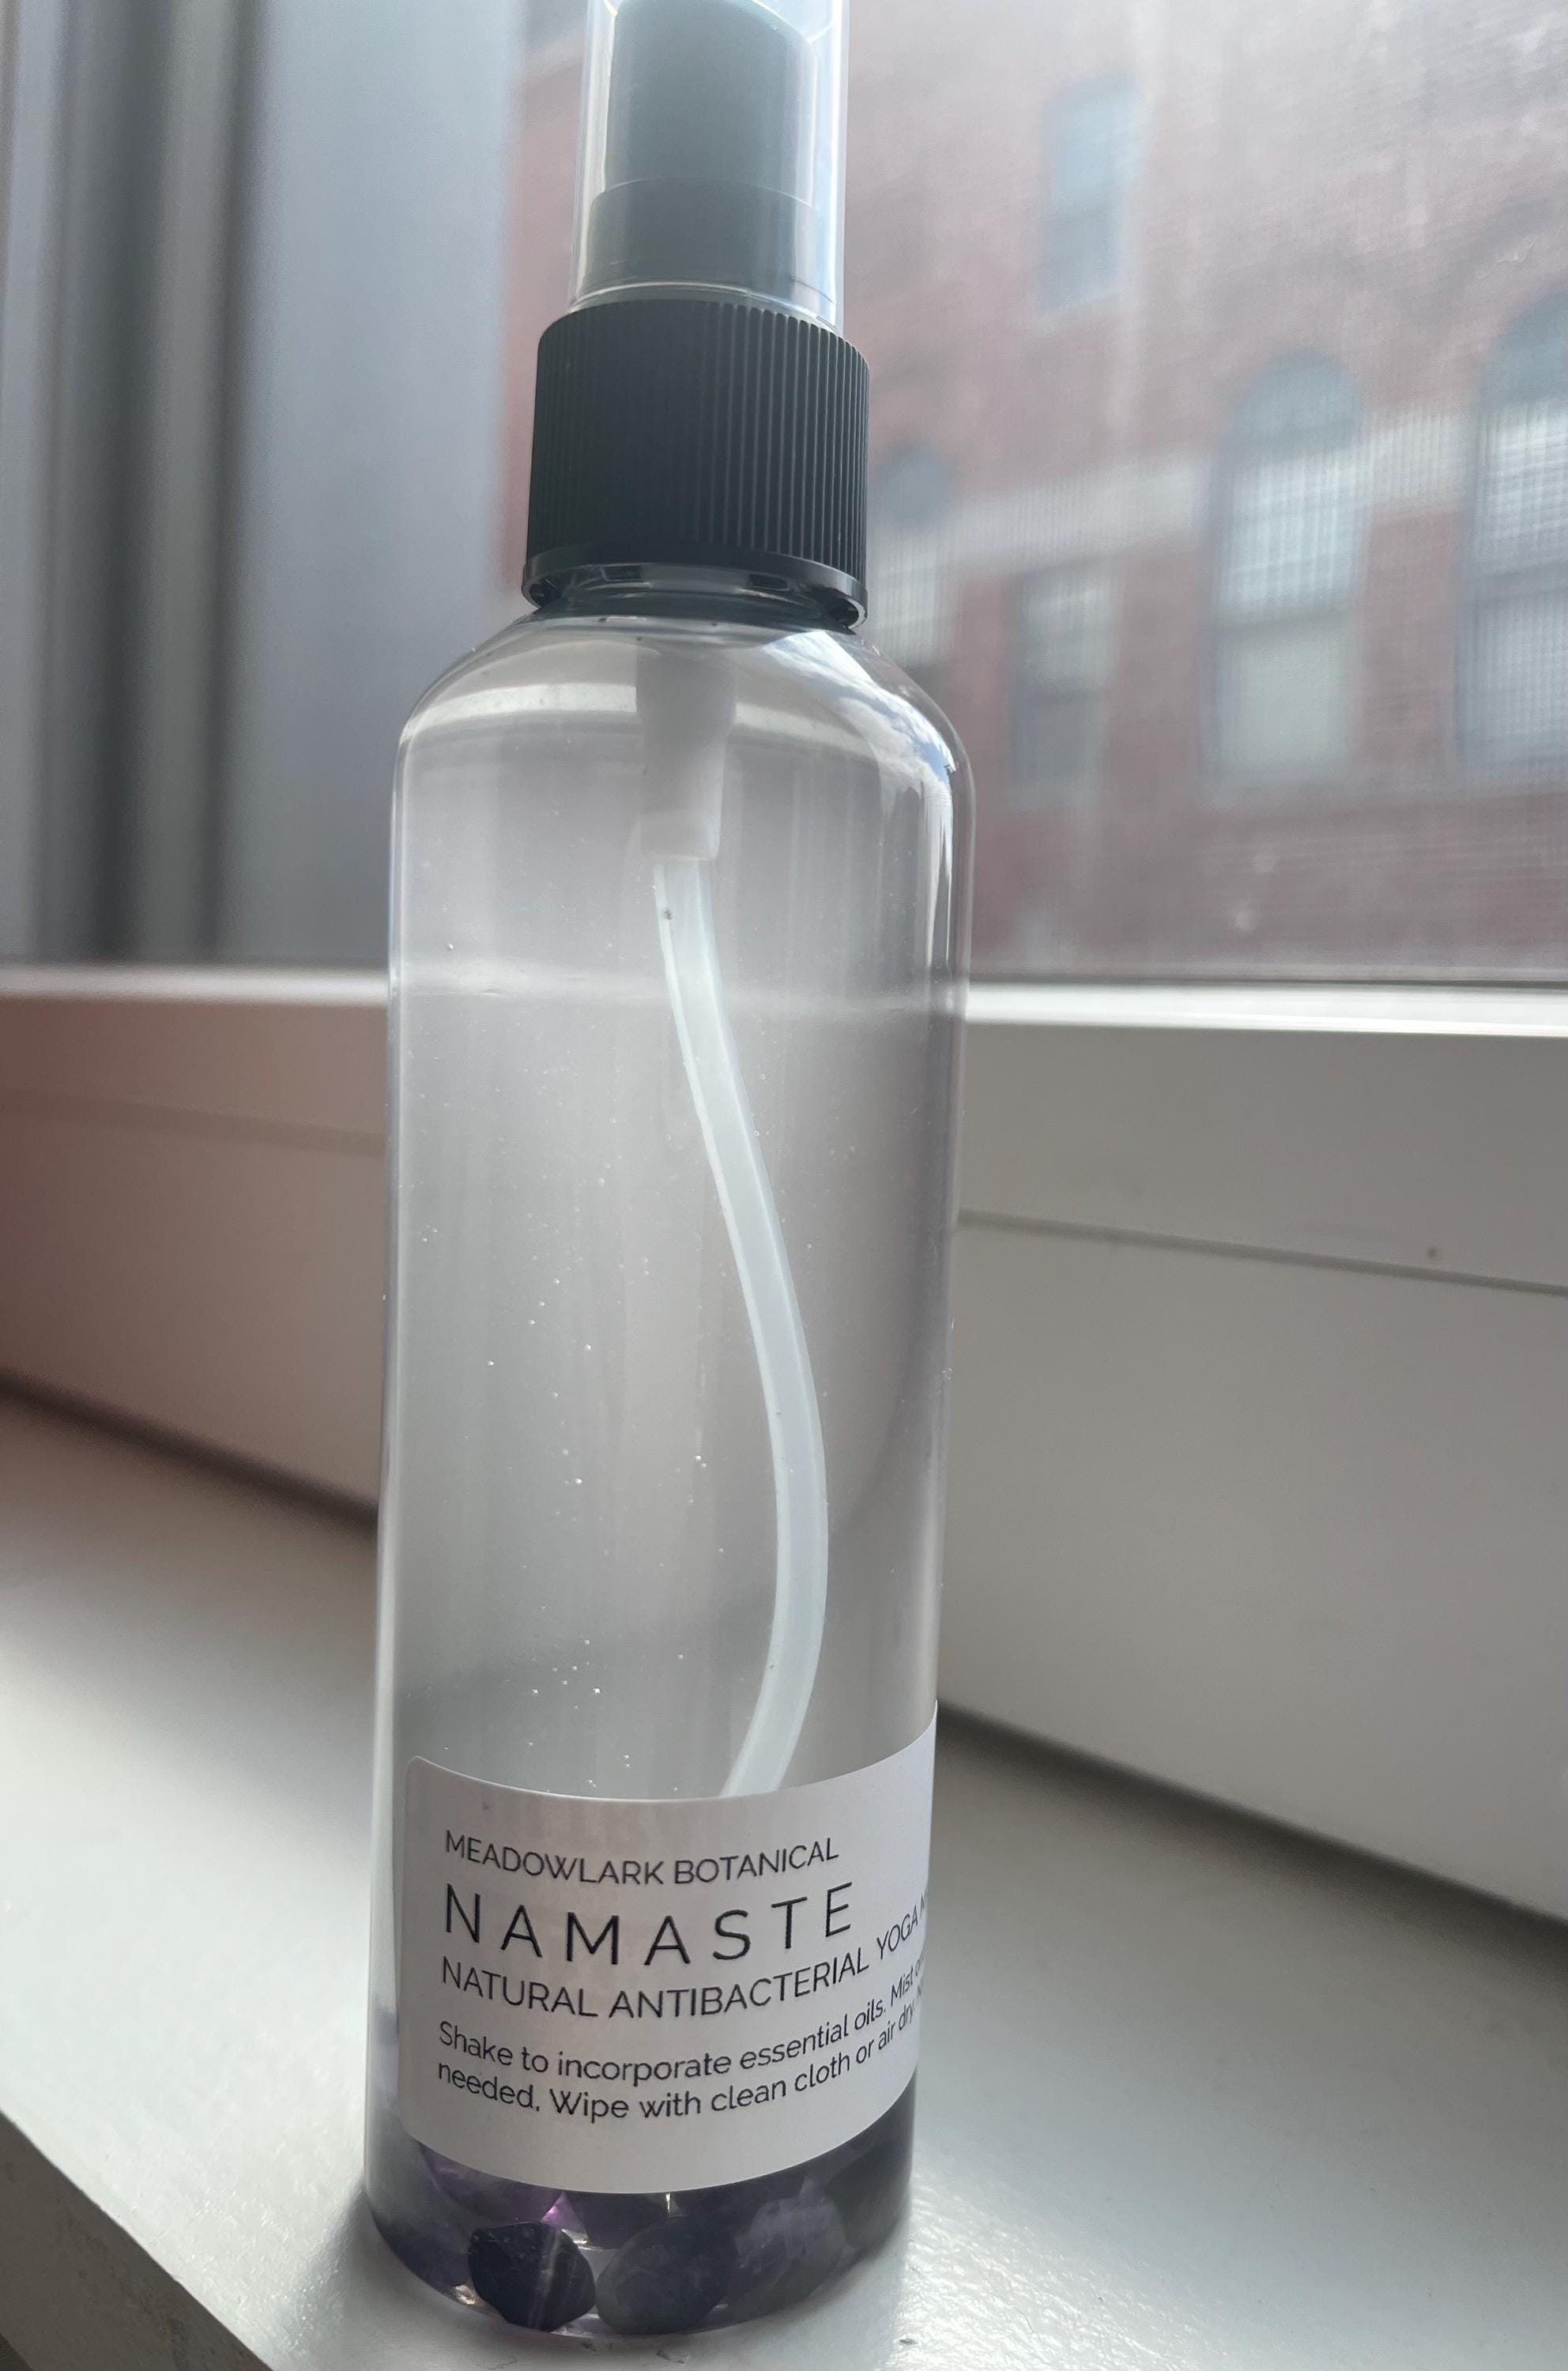 MEADOWLARK BOTANICAL
NAMASTE
NATURAL ANTIBACTERIAL YOGA
Shake to incorporate essential oils. Mist
needed. Wipe with clean cloth or air dry.